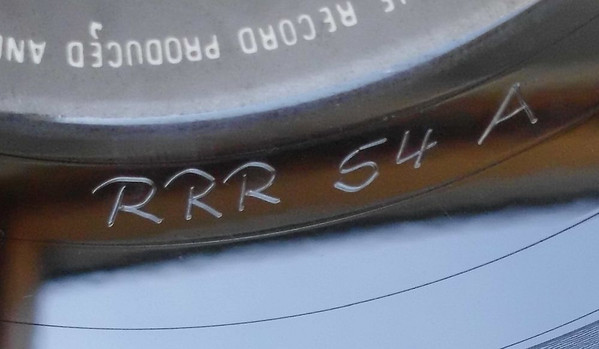 RECORD PRODUCED AN
RRR 54 A